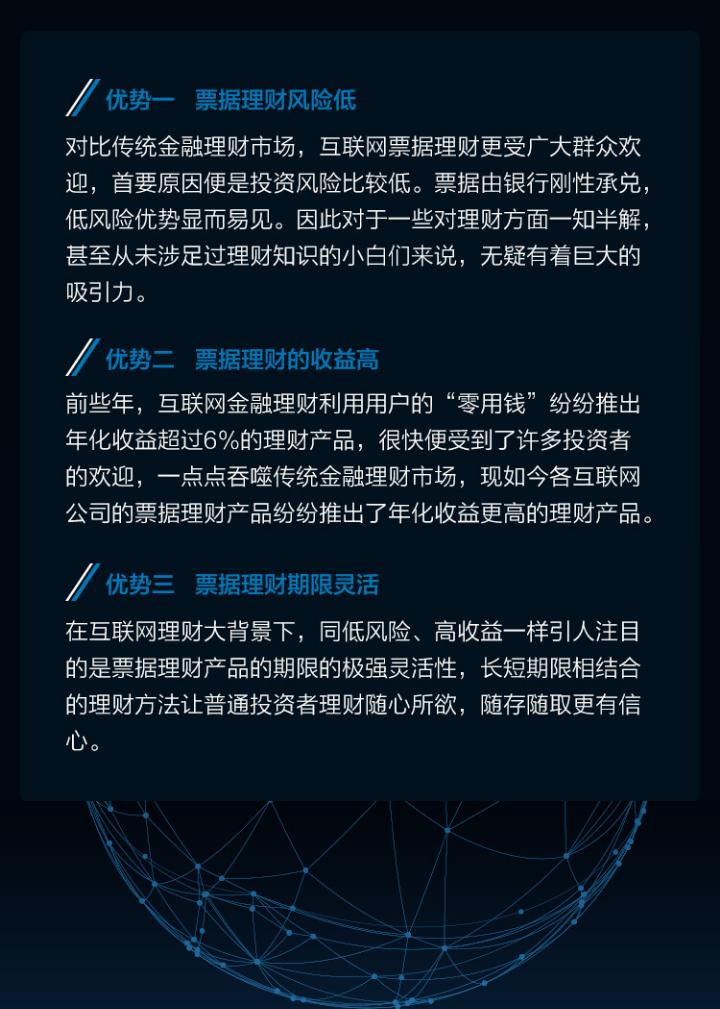 优势一 票据理财风险低
对比传统金融理财市场，互联网票据理财更受广大群众欢
迎，首要原因便是投资风险比较低。票据由银行刚性承兑，
低风险优势显而易见。因此对于一些对理财方面一知半解，
甚至从未涉足过理财知识的小白们来说，无疑有着巨大的
吸引力。
优势二 票据理财的收益高
前些年，互联网金融理财利用用户的“零用钱”纷纷推出
年化收益超过6%的理财产品，很快便受到了许多投资者
的欢迎，一点点吞噬传统金融理财市场，现如今各互联网
公司的票据理财产品纷纷推出了年化收益更高的理财产品。
优势三 票据理财期限灵活
在互联网理财大背景下，同低风险、高收益一样引人注目
的是票据理财产品的期限的极强灵活性，长短期限相结合
的理财方法让普通投资者理财随心所欲，随存随取更有信
心。